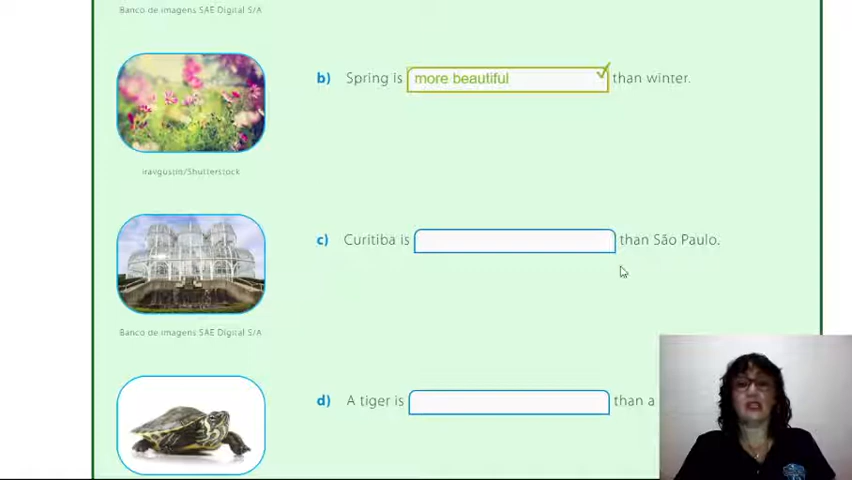 Banco de imagens SAE Digital S/A
b) Spring is more beautiful than winter.
iravgustin/Shutterstock
c) Curitiba is than São Paulo.
Banco de imagens SAE Digital S/A
d) A tiger is than a